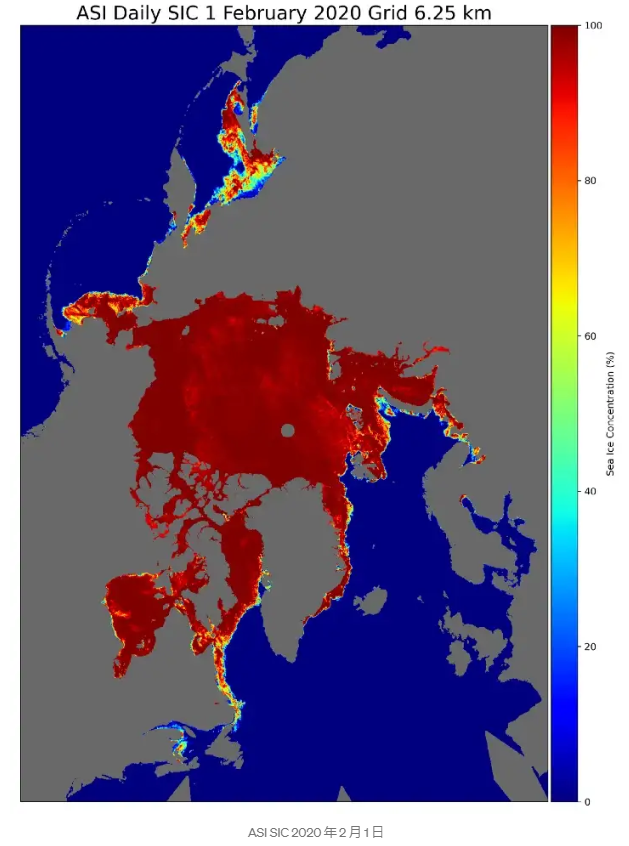 ASI Daily SIC 1 February 2020 Grid 6.25 km
100
80
60
40
20
0
Sea Ice Concentration (%)
ASI SIC 2020 年 2 月 1 日